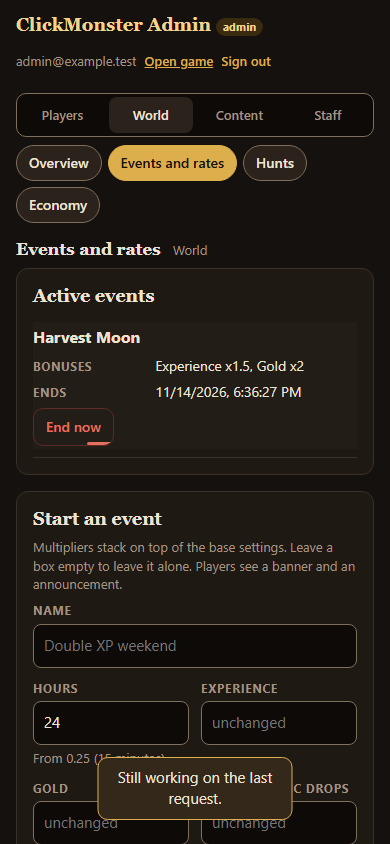 ClickMonster Admin admin
admin@example.test Open game Sign out
Players World Content Staff
Overview Events and rates Hunts
Economy
Events and rates World
Active events
Harvest Moon
BONUSES Experience x1.5, Gold x2
ENDS 11/14/2026, 6:36:27 PM
End now
Start an event
Multipliers stack on top of the base settings. Leave a
box empty to leave it alone. Players see a banner and an
announcement.
NAME
Double XP weekend
HOURS EXPERIENCE
24 unchanged
From 0.25 (15 minutes)
Still working on the last
request.
GOLD C DROPS
unchanged unchanged